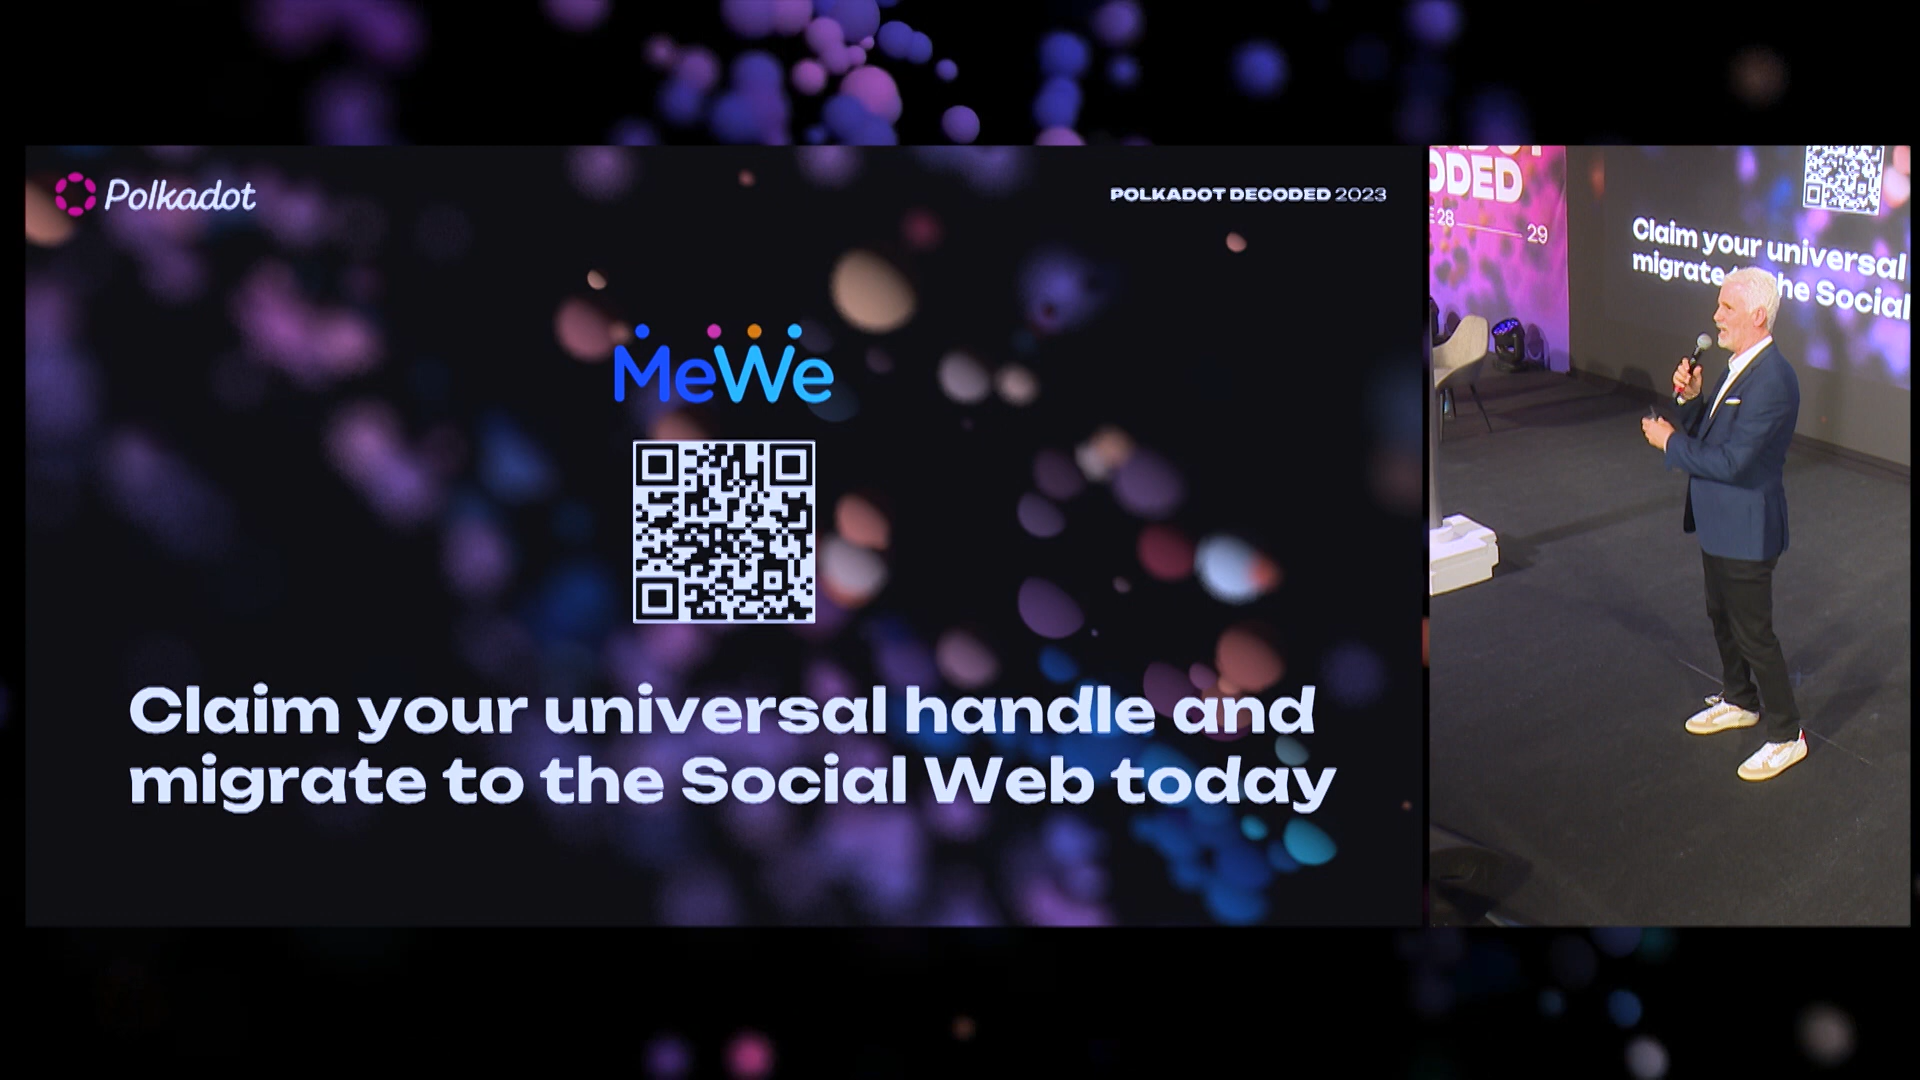 Polkadot
POLKADOT DECODED 2023
MeWe
Claim your universal handle and
migrate to the Social Web today
ODED
28
29
Claim your universal
migrate
he Social